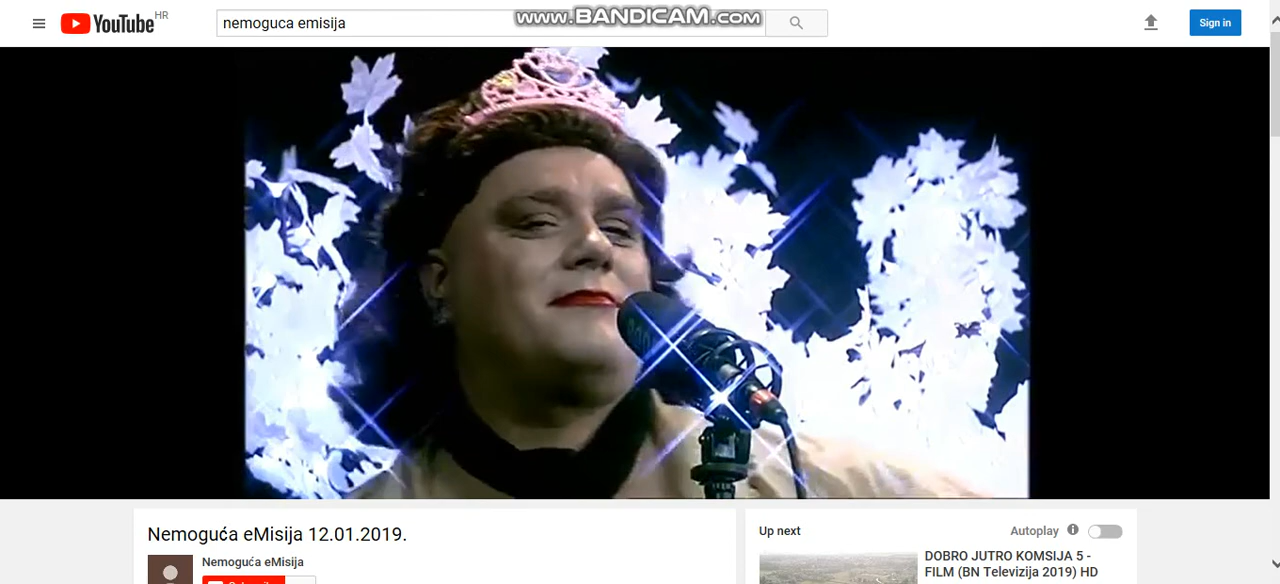 YouTube HR
nemoguca emisija
www.BANDICAM.com
Sign in
Nemoguća eMisija 12.01.2019.
Nemoguća eMisija
Subscribe
Up next
Autoplay
DOBRO JUTRO KOMSIJA 5 -
FILM (BN Televizija 2019) HD